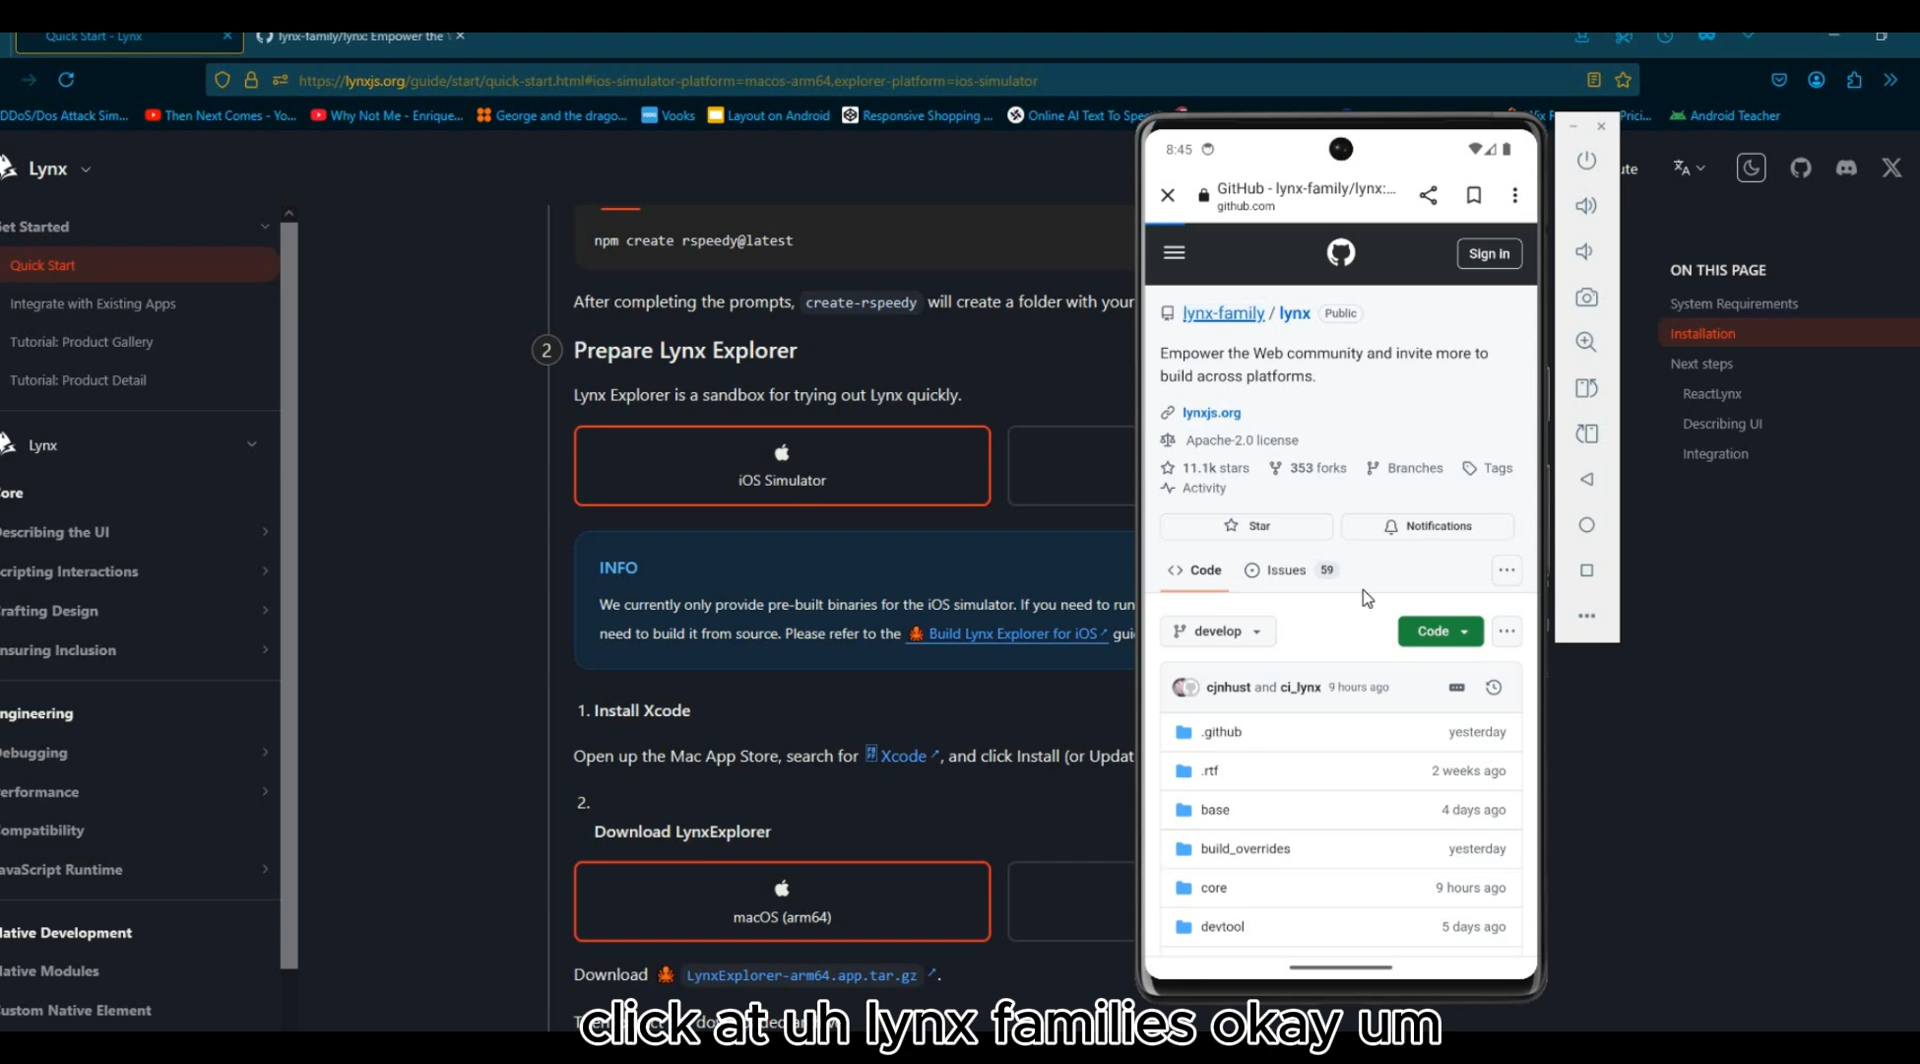 Quick Start - Lynx
lynx-family/lynx: Empower the
https://lynxjs.org/guide/start/quick-start.html#ios-simulator-platform=macos-arm64,explorer-platform=ios-simulator
DDoS/Dos Attack Sim...
Then Next Comes - Yo...
Why Not Me - Enrique...
George and the drago...
Vooks
Layout on Android
Responsive Shopping ...
Online AI Text To Spe
Prici...
Android Teacher
Lynx
ute
et Started
Quick Start
Integrate with Existing Apps
Tutorial: Product Gallery
Tutorial: Product Detail
Lynx
ore
escribing the UI
cripting Interactions
rafting Design
nsuring Inclusion
ngineering
ebugging
erformance
ompatibility
avaScript Runtime
ative Development
ative Modules
ustom Native Element
npm create rspeedy@latest
After completing the prompts, create-rspeedy will create a folder with your
2 Prepare Lynx Explorer
Lynx Explorer is a sandbox for trying out Lynx quickly.
iOS Simulator
INFO
We currently only provide pre-built binaries for the iOS simulator. If you need to run
need to build it from source. Please refer to the Build Lynx Explorer for iOS gui
1. Install Xcode
Open up the Mac App Store, search for Xcode, and click Install (or Updat
2.
Download LynxExplorer
macOS (arm64)
Download LynxExplorer-arm64.app.tar.gz .
8:45
GitHub - lynx-family/lynx:...
github.com
Sign in
lynx-family / lynx Public
Empower the Web community and invite more to
build across platforms.
lynxjs.org
Apache-2.0 license
11.1k stars 353 forks Branches Tags
Activity
Star Notifications
Code Issues 59
develop Code
cjnhust and ci_lynx 9 hours ago
.github yesterday
.rtf 2 weeks ago
base 4 days ago
build_overrides yesterday
core 9 hours ago
devtool 5 days ago
ON THIS PAGE
System Requirements
Installation
Next steps
ReactLynx
Describing UI
Integration
click at uh lynx families okay um